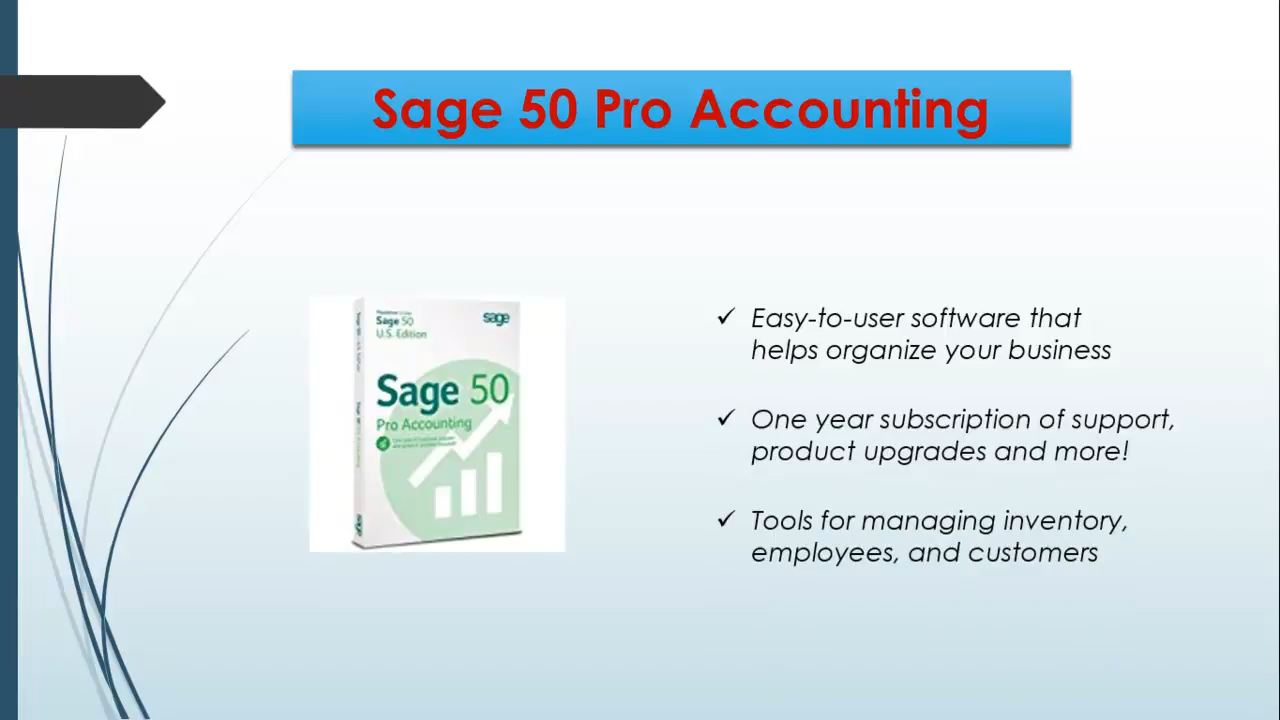 Sage 50 Pro Accounting
Sage 50
U.S. Edition
sage
Sage 50
Pro Accounting
Easy-to-user software that
helps organize your business
One year subscription of support,
product upgrades and more!
Tools for managing inventory,
employees, and customers